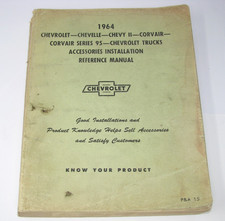 1964
CHEVROLET—CHEVILLE—CHEVY II—CORVAIR—
CORVAIR SERIES 95—CHEVROLET TRUCKS
ACCESSORIES INSTALLATION
REFERENCE MANUAL
CHEVROLET
Good Installations and
Product Knowledge Helps Sell Accessories
and Satisfy Customers
KNOW YOUR PRODUCT